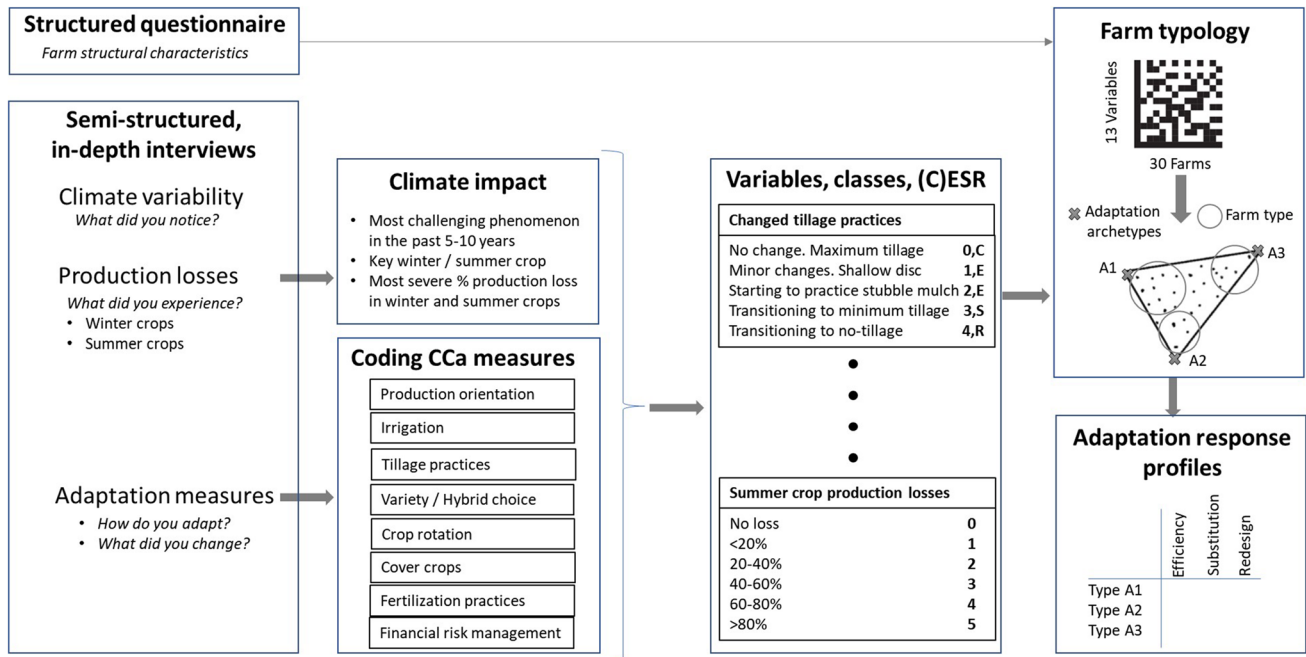 Structured questionnaire
Farm structural characteristics
Semi-structured,
in-depth interviews
Climate variability
What did you notice?
Production losses
What did you experience?
• Winter crops
• Summer crops
Adaptation measures
• How do you adapt?
• What did you change?
Climate impact
• Most challenging phenomenon
in the past 5-10 years
• Key winter / summer crop
• Most severe % production loss
in winter and summer crops
Coding CCa measures
Production orientation
Irrigation
Tillage practices
Variety / Hybrid choice
Crop rotation
Cover crops
Fertilization practices
Financial risk management
Variables, classes, (C)ESR
Changed tillage practices
No change. Maximum tillage 0,C
Minor changes. Shallow disc 1,E
Starting to practice stubble mulch 2,E
Transitioning to minimum tillage 3,S
Transitioning to no-tillage 4,R
Summer crop production losses
No loss 0
<20% 1
20-40% 2
40-60% 3
60-80% 4
>80% 5
Farm typology
13 Variables
30 Farms
Adaptation
archetypes
Farm type
A1
A3
A2
Adaptation response
profiles
Efficiency
Substitution
Redesign
Type A1
Type A2
Type A3